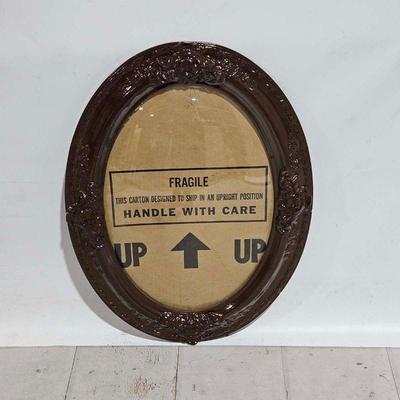 FRAGILE
THIS CARTON DESIGNED TO SHIP IN AN UPRIGHT POSITION
HANDLE WITH CARE
UP UP